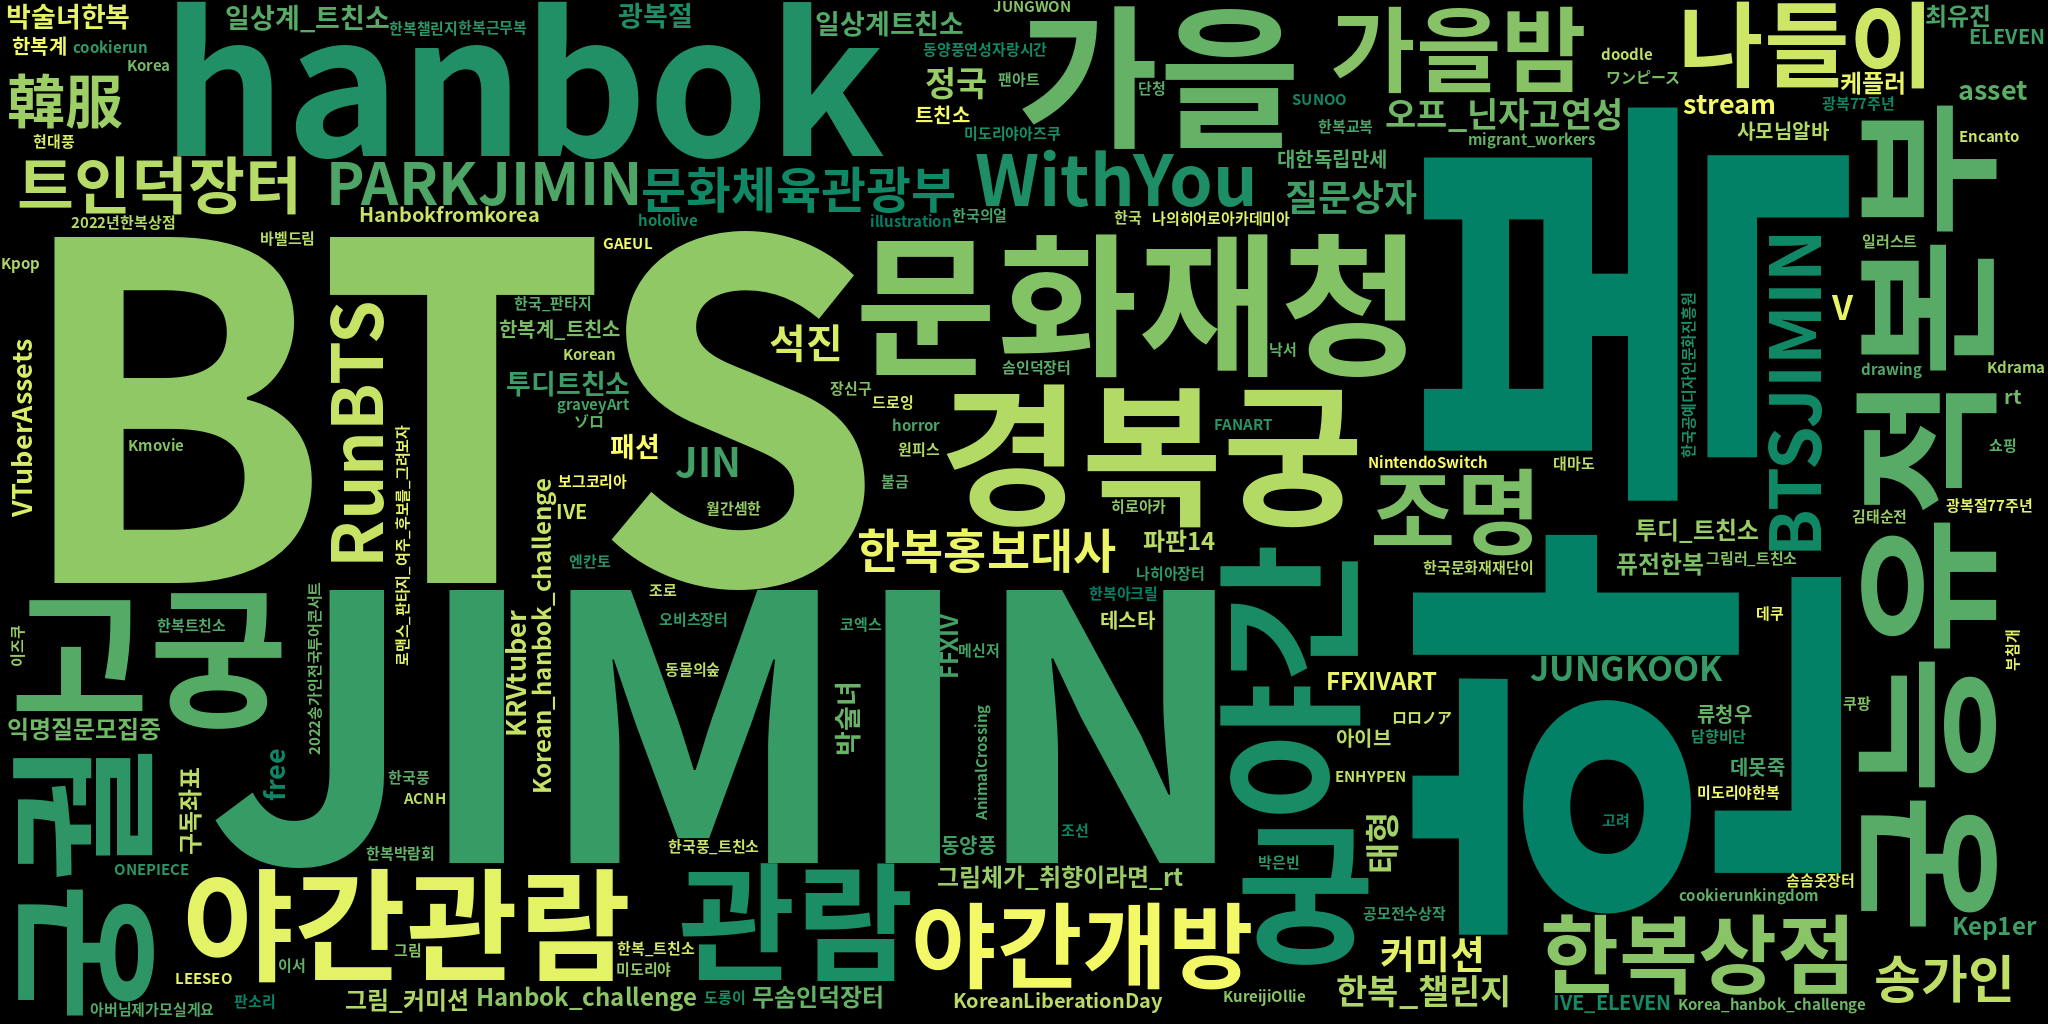 박술녀한복
일상계_트친소
한복챌린지한복근무복
광복절
일상계트친소
JUNGWON
가을
가을밤
나들이
최유진
ELEVEN
한복계
cookierun
Korea
hanbok
동양풍연성자랑시간
정국
팬아트
단청
SUNOO
doodle
ワンピース
케플러
asset
韓服
트친소
미도리야아즈쿠
한복교복
오프_닌자고연성
stream
광복77주년
사모님알바
Encanto
현대풍
migrant_workers
트인덕장터
PARKJIMIN
문화체육관광부
WithYou
대한독립만세
질문상자
2022년한복상점
Hanbokfromkorea
hololive
illustration
한국의얼
한국
나의히어로아카데미아
바벨드림
GAEUL
Kpop
BTS
문화재청
일러스트
VTuberAssets
RunBTS
한국_판타지
한복계_트친소
Korean
석진
솜인덕장터
낙서
한국공예디자인문화진흥원
BTSJIMIN
V
drawing
Kdrama
투디트친소
graveyArt
ゾロ
장신구
드로잉
horror
원피스
경복궁
FANART
rt
쇼핑
Kmovie
패션
JIN
로맨스_판타지_여주_후보를_그려보자
보그코리아
IVE
월간셈한
불금
히로아카
NintendoSwitch
대마도
조명
김태순전
광복절77주년
한복홍보대사
파판14
투디_트친소
퓨전한복
그림러_트친소
한국문화재재단이
엔칸토
조로
나히아장터
한복아크릴
테스타
궁능유적본부
고궁
이즈쿠
한복트친소
2022송가인전국투어콘서트
JIMIN
KRVtuber
Korean_hanbok_challenge
오비츠장터
코엑스
FFXIV
메신저
동물의숲
궁야간
데쿠
부침개
JUNGKOOK
FFXIVART
ロロノア
쿠팡
익명질문모집중
류청우
담향비단
아이브
박술녀
AnimalCrossing
궁궐
free
구독좌표
한국풍
ACNH
ENHYPEN
데못죽
미도리야한복
태형
고려
한국풍_트친소
조선
한복박람회
동양풍
ONEPIECE
박은빈
그림체가_취향이라면_rt
솜솜옷장터
cookierunkingdom
야간관람
관람
야간개방
공모전수상작
한복상점
Kep1er
그림
한복_트친소
미도리야
커미션
송가인
LEESEO
이서
아버님제가모실게요
판소리
그림_커미션
Hanbok_challenge
도롱이
무솜인덕장터
KoreanLiberationDay
KureijiOllie
한복_챌린지
IVE_ELEVEN
Korea_hanbok_challenge